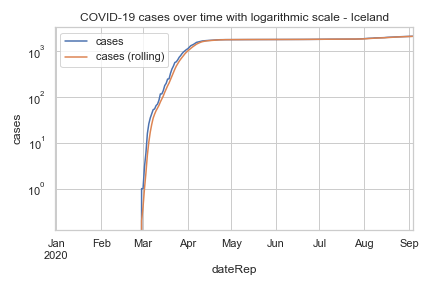 COVID-19 cases over time with logarithmic scale - Iceland
cases
cases (rolling)
10³
10²
10¹
10⁰
cases
Jan Feb Mar Apr May Jun Jul Aug Sep
2020
dateRep